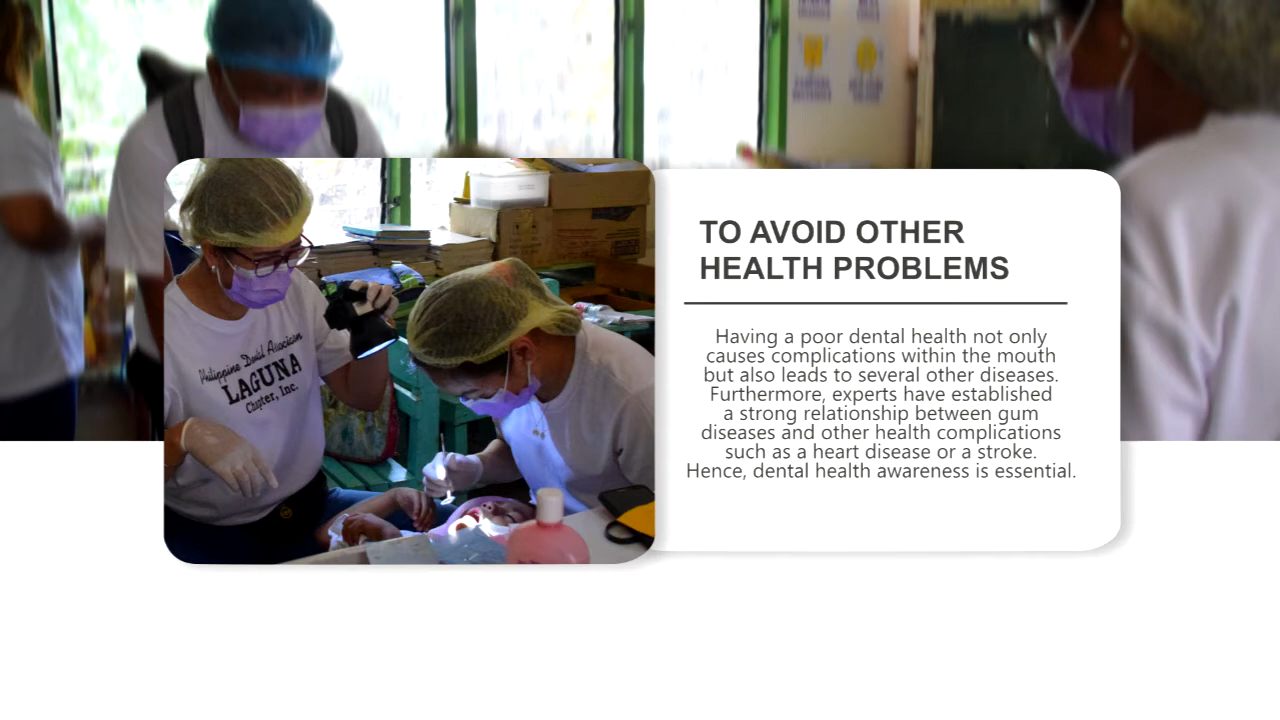 Philippine Dental Association
LAGUNA
Chapter, Inc.
TO AVOID OTHER
HEALTH PROBLEMS
Having a poor dental health not only
causes complications within the mouth
but also leads to several other diseases.
Furthermore, experts have established
a strong relationship between gum
diseases and other health complications
such as a heart disease or a stroke.
Hence, dental health awareness is essential.